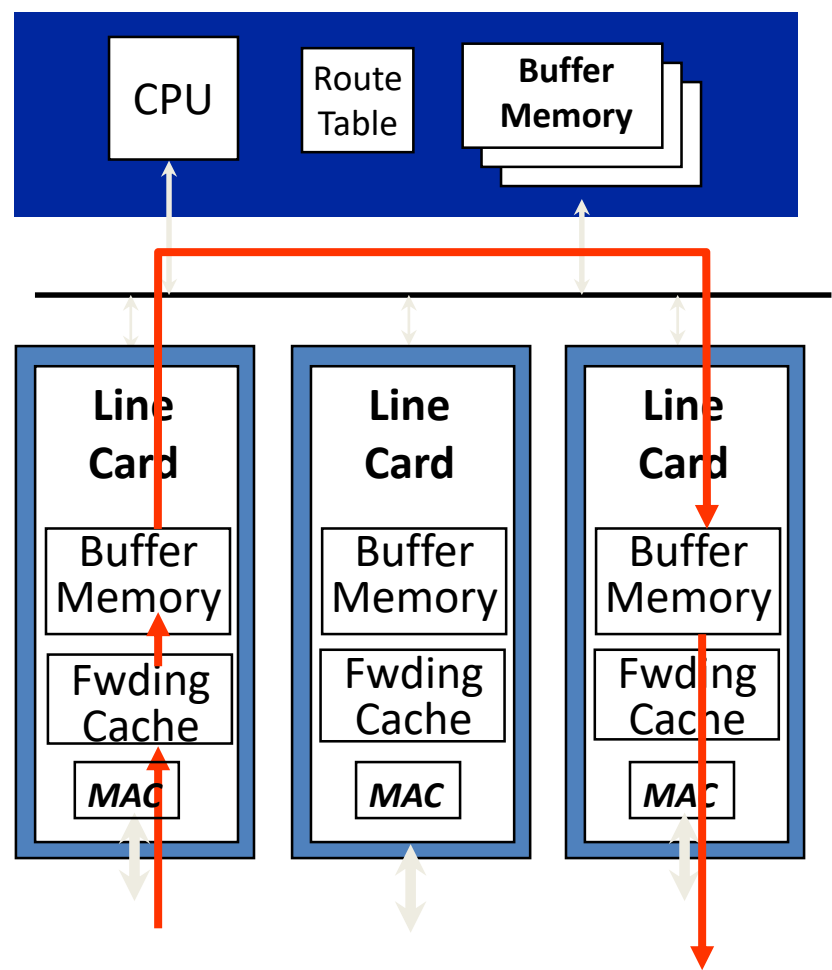 CPU
Route
Table
Buffer
Memory
Line
Card
Buffer
Memory
Fwding
Cache
MAC
Line
Card
Buffer
Memory
Fwding
Cache
MAC
Line
Card
Buffer
Memory
Fwding
Cache
MAC